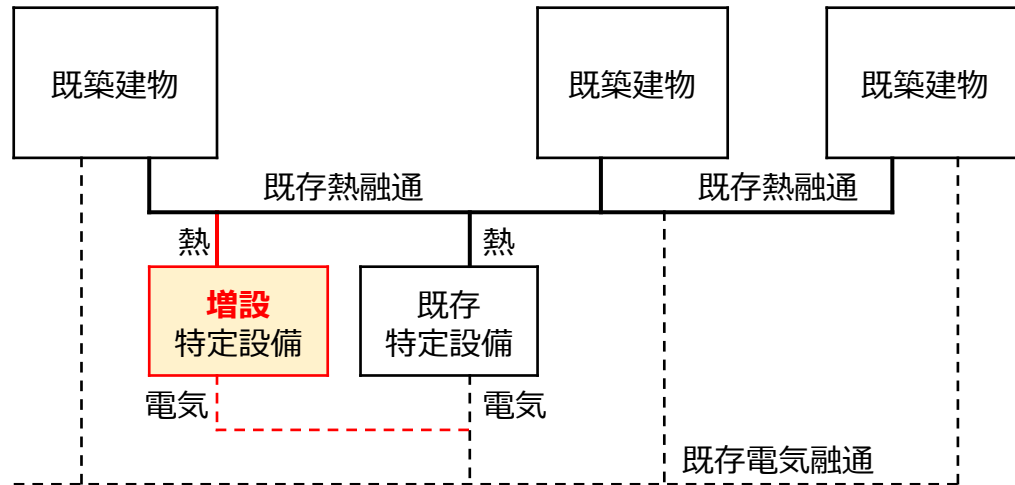 既築建物
既築建物
既築建物
既存熱融通
既存熱融通
熱
熱
増設
特定設備
既存
特定設備
電気
電気
既存電気融通